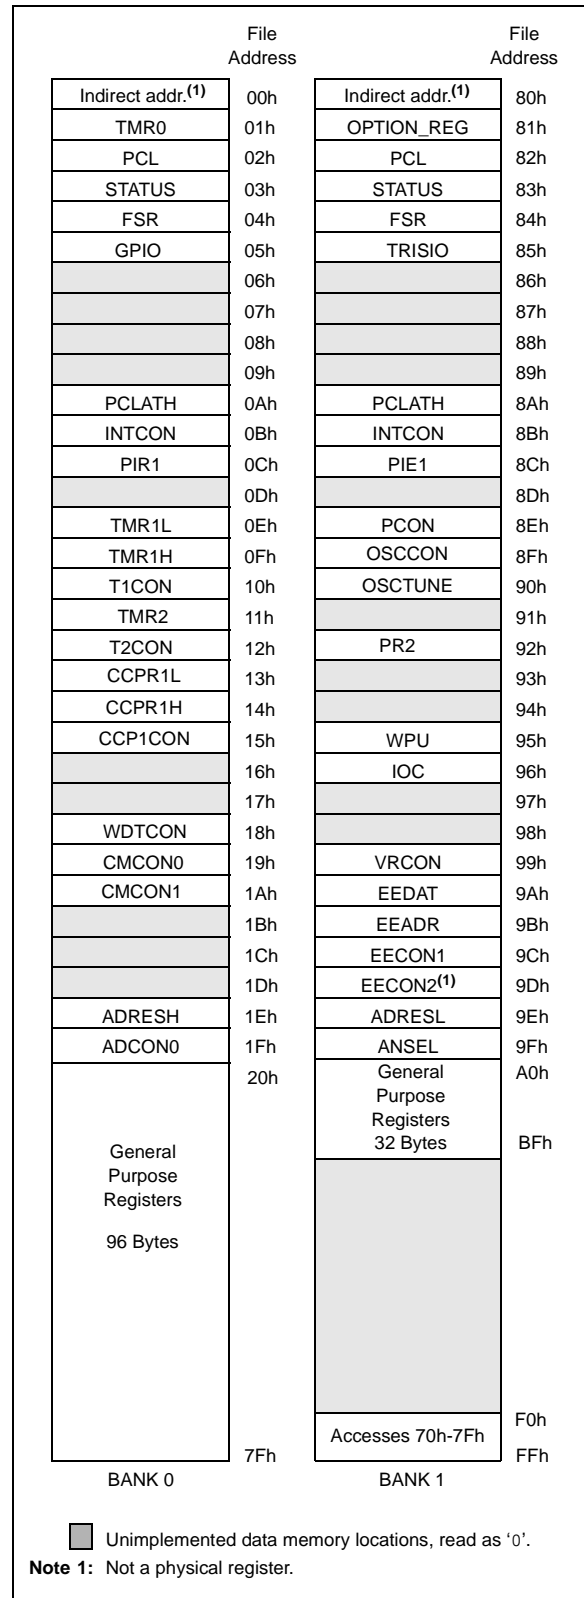 File Address File Address
Indirect addr.(1) 00h Indirect addr.(1) 80h
TMR0 01h OPTION_REG 81h
PCL 02h PCL 82h
STATUS 03h STATUS 83h
FSR 04h FSR 84h
GPIO 05h TRISIO 85h
06h 86h
07h 87h
08h 88h
09h 89h
PCLATH 0Ah PCLATH 8Ah
INTCON 0Bh INTCON 8Bh
PIR1 0Ch PIE1 8Ch
0Dh 8Dh
TMR1L 0Eh PCON 8Eh
TMR1H 0Fh OSCCON 8Fh
T1CON 10h OSCTUNE 90h
TMR2 11h 91h
T2CON 12h PR2 92h
CCPR1L 13h 93h
CCPR1H 14h 94h
CCP1CON 15h WPU 95h
16h IOC 96h
17h 97h
WDTCON 18h 98h
CMCON0 19h VRCON 99h
CMCON1 1Ah EEDAT 9Ah
1Bh EEADR 9Bh
1Ch EECON1 9Ch
1Dh EECON2(1) 9Dh
ADRESH 1Eh ADRESL 9Eh
ADCON0 1Fh ANSEL 9Fh
20h General A0h
Purpose
Registers
32 Bytes BFh
General
Purpose
Registers
96 Bytes
F0h
Accesses 70h-7Fh
7Fh FFh
BANK 0 BANK 1
Unimplemented data memory locations, read as ‘0’.
Note 1: Not a physical register.